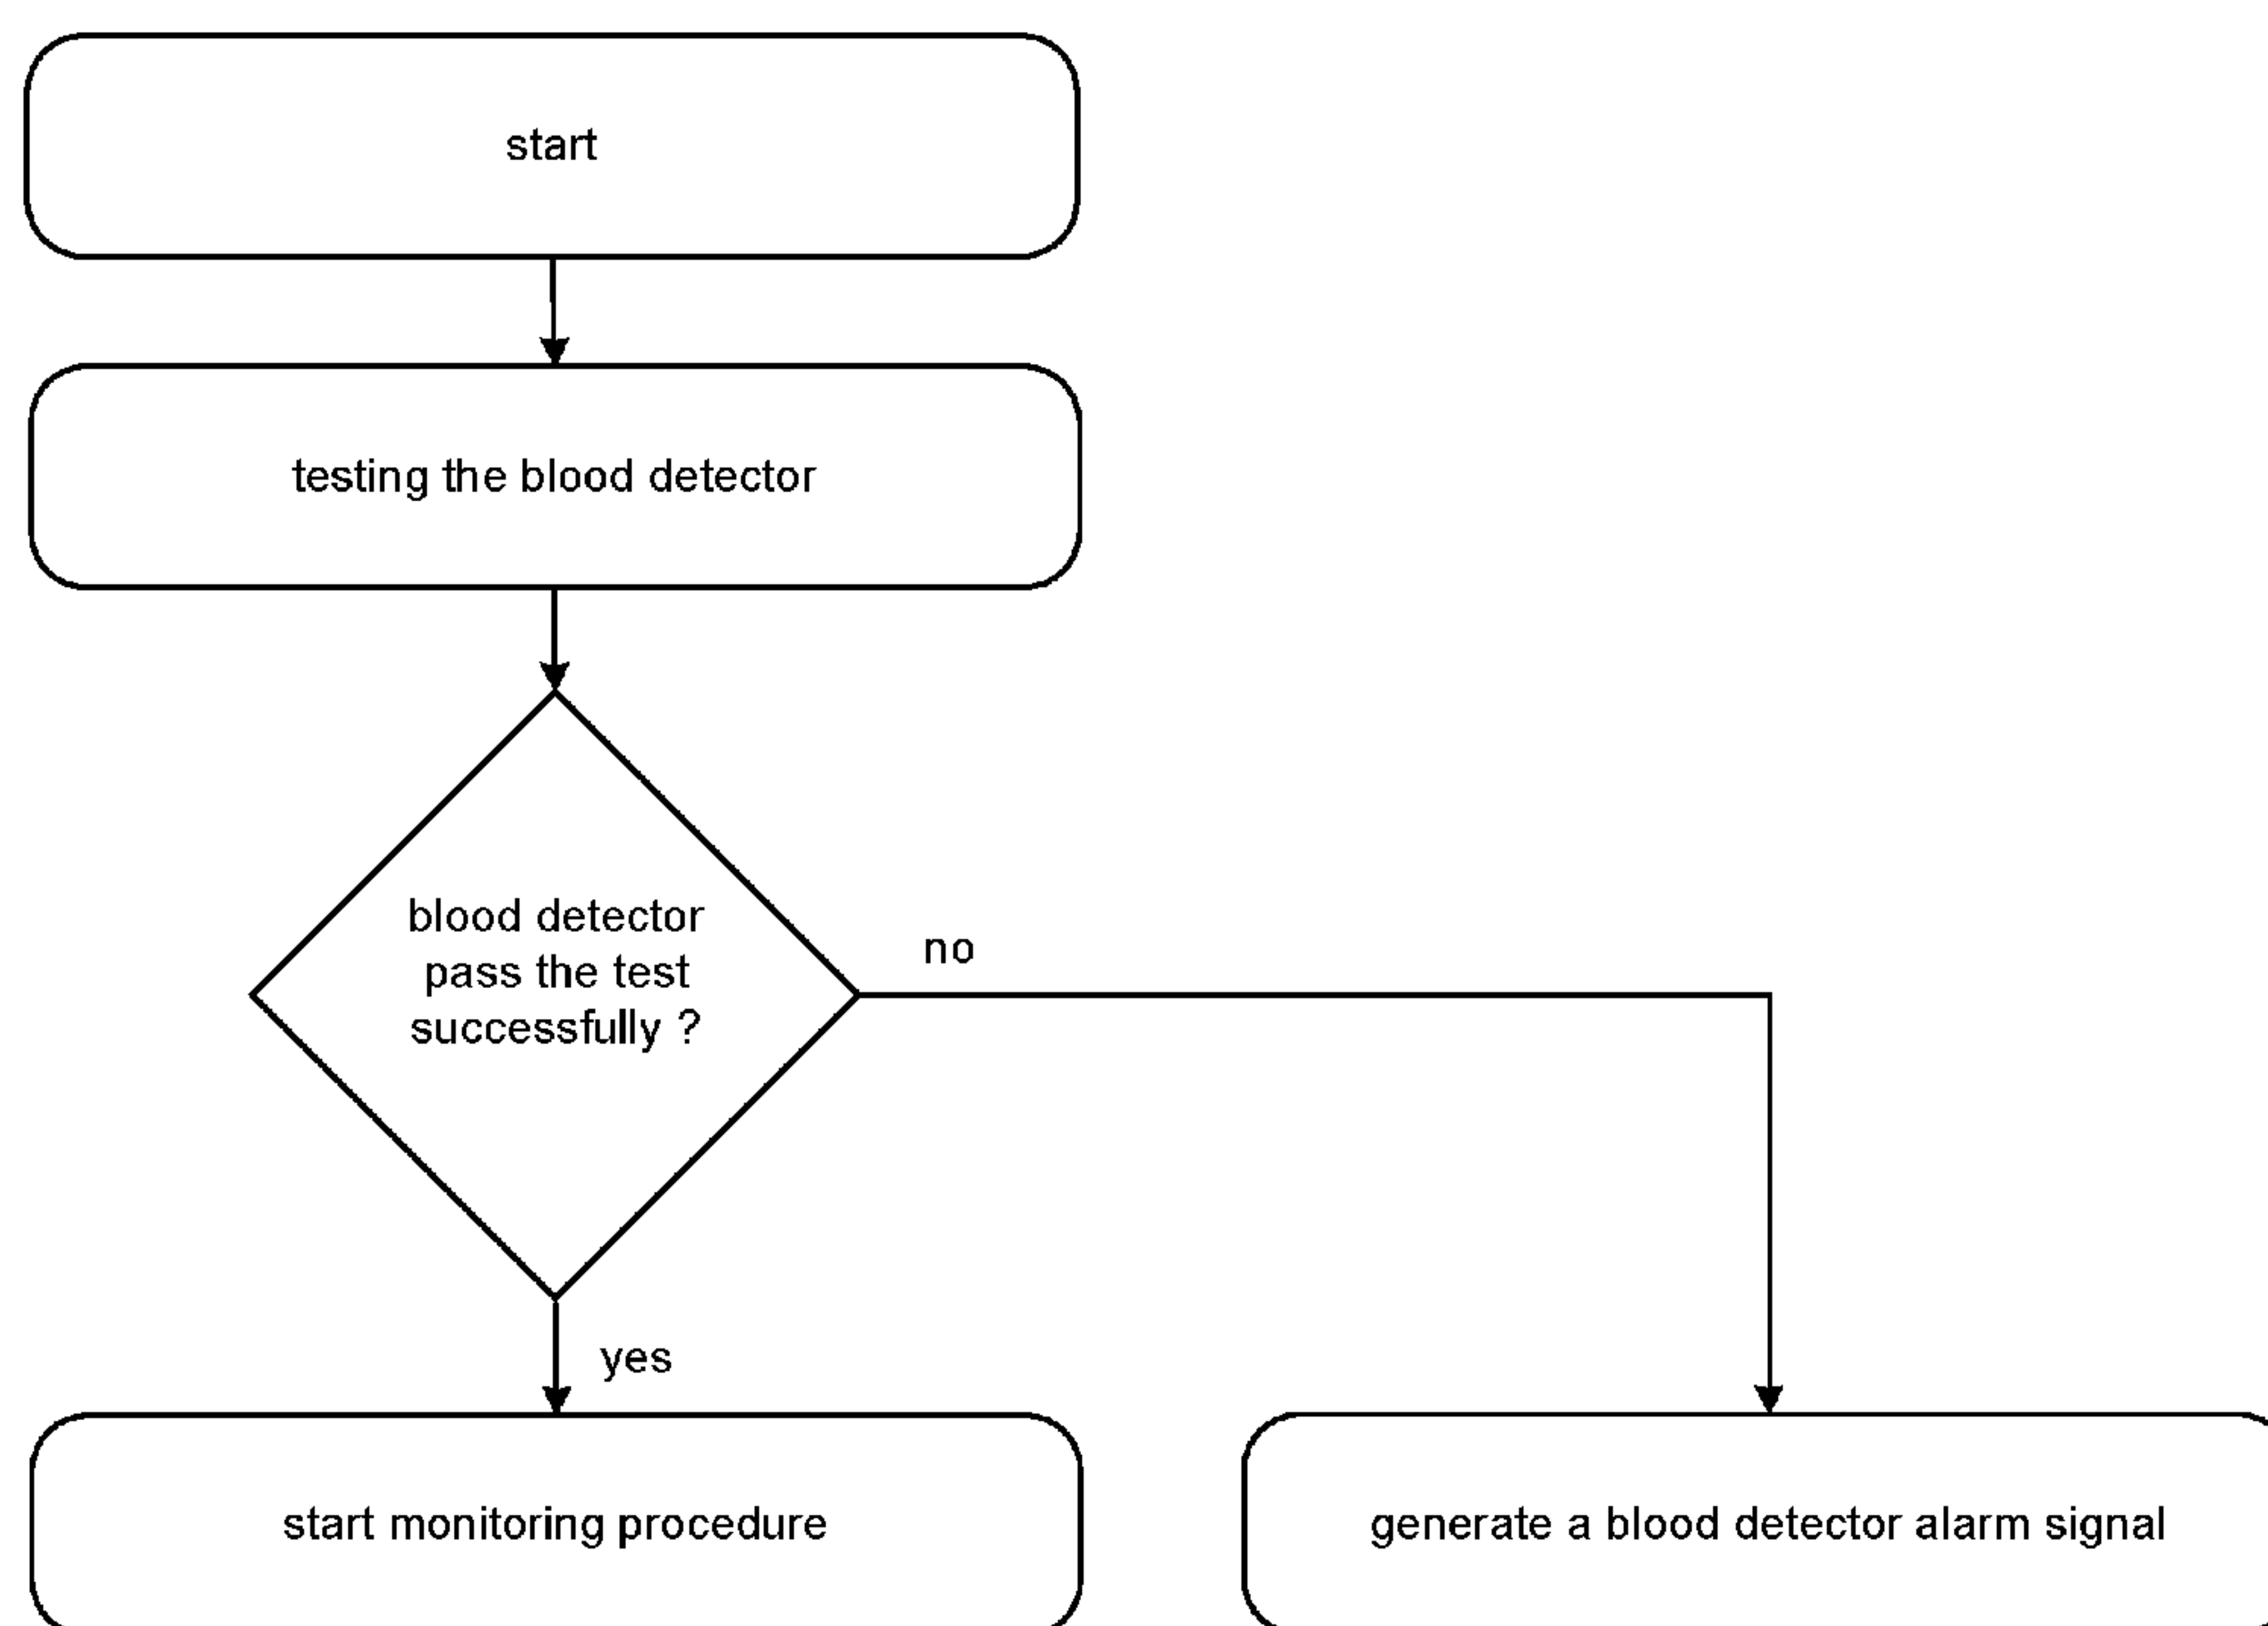 start
testing the blood detector
blood detector
pass the test
successfully ?
no
yes
start monitoring procedure
generate a blood detector alarm signal